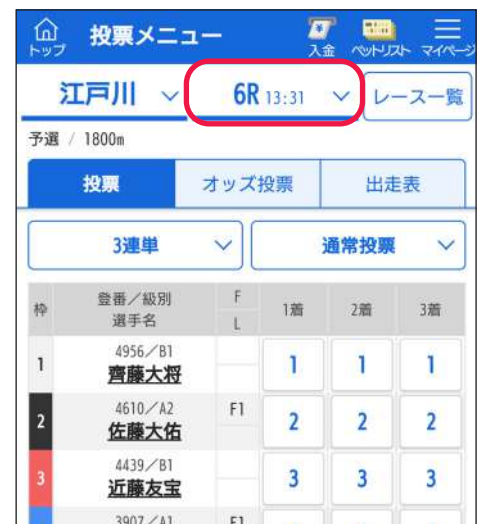 トップ
投票メニュー
入金
ベットリスト
マイページ
江戸川
6R 13:31
レース一覧
予選 / 1800m
投票
オッズ投票
出走表
3連単
通常投票
枠
登番/級別
選手名
F
L
1着
2着
3着
1
4956/B1
齊藤大将
1
1
1
2
4610/A2
佐藤大佑
F1
2
2
2
3
4439/B1
近藤友宝
3
3
3
3907/A1
F1